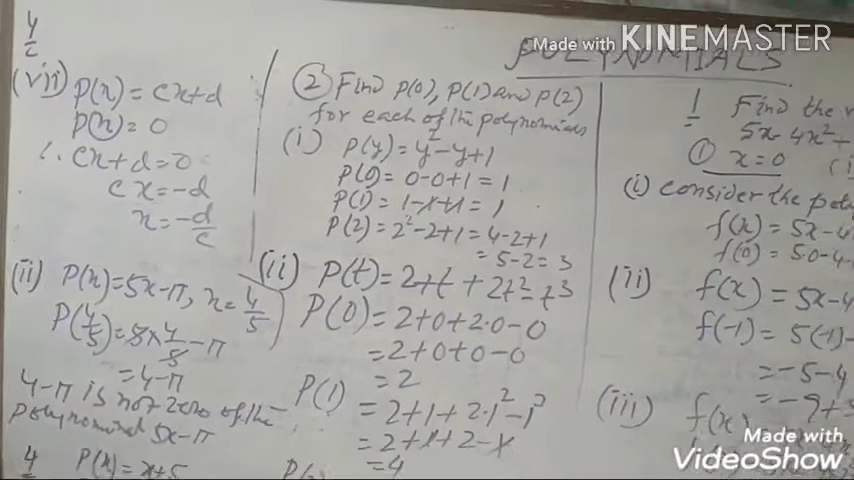 Made with KINEMASTER
POLYNOMIALS
4
c
(vii) P(x) = cx+d
P(x) = 0
∴ cx+d=0
cx=-d
x=-d/c
(ii) P(x)=5x-π, x=4/5
P(4/5)=5x4/5-π
=4-π
4-π is not zero of the
polynomial 5x-π
4 P(x)=x+5
② Find P(0), P(1) and P(2)
for each of the polynomials
(i) P(y)=y²-y+1
P(0)=0-0+1=1
P(1)=1-1+1=1
P(2)=2²-2+1=4-2+1
=5-2=3
(ii) P(t)=2+t+2t²-t³
P(0)=2+0+2·0-0
=2+0+0-0
=2
P(1)
=2+1+2·1²-1³
=2+1+2-1
=4
1 Find the v
5x-4x²+
① x=0
(i) consider the poly
f(x)=5x-4
f(0)=50-4
(ii) f(x)=5x-4
f(-1)=5(-1)-
=-5-4
=-9+3
(iii) f(x)
Made with
VideoShow